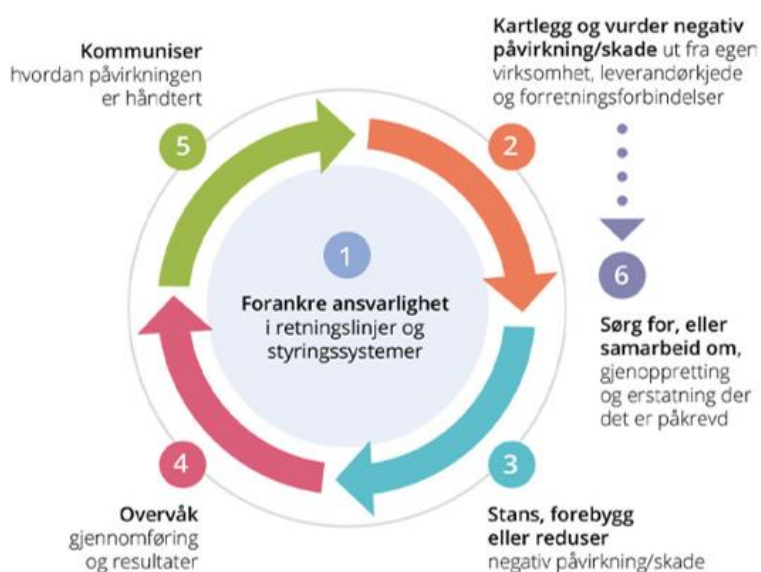 1
Forankre ansvarlighet
i retningslinjer og
styringssystemer
2
Kartlegg og vurder negativ
påvirkning/skade ut fra egen
virksomhet, leverandørkjede
og forretningsforbindelser
3
Stans, forebygg
eller reduser
negativ påvirkning/skade
4
Overvåk
gjennomføring
og resultater
5
Kommuniser
hvordan påvirkningen
er håndtert
6
Sørg for, eller
samarbeid om,
gjenoppretting
og erstatning der
det er påkrevd